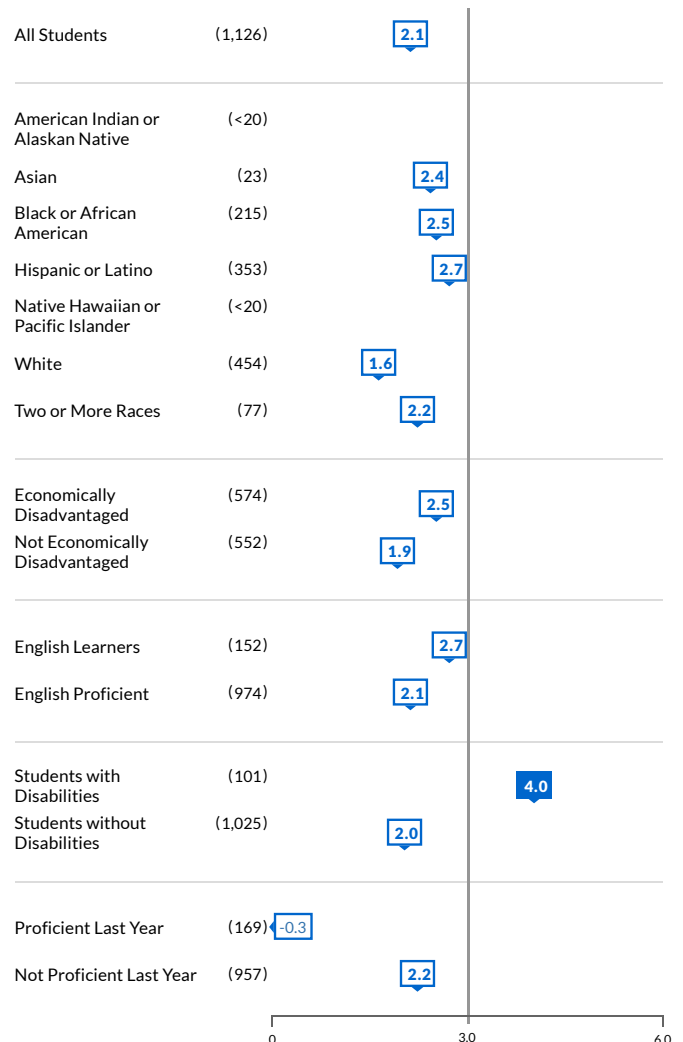 All Students (1,126) 2.1
American Indian or (<20)
Alaskan Native
Asian (23) 2.4
Black or African (215) 2.5
American
Hispanic or Latino (353) 2.7
Native Hawaiian or (<20)
Pacific Islander
White (454) 1.6
Two or More Races (77) 2.2
Economically (574) 2.5
Disadvantaged
Not Economically (552) 1.9
Disadvantaged
English Learners (152) 2.7
English Proficient (974) 2.1
Students with (101) 4.0
Disabilities
Students without (1,025) 2.0
Disabilities
Proficient Last Year (169) -0.3
Not Proficient Last Year (957) 2.2
0 3.0 6.0